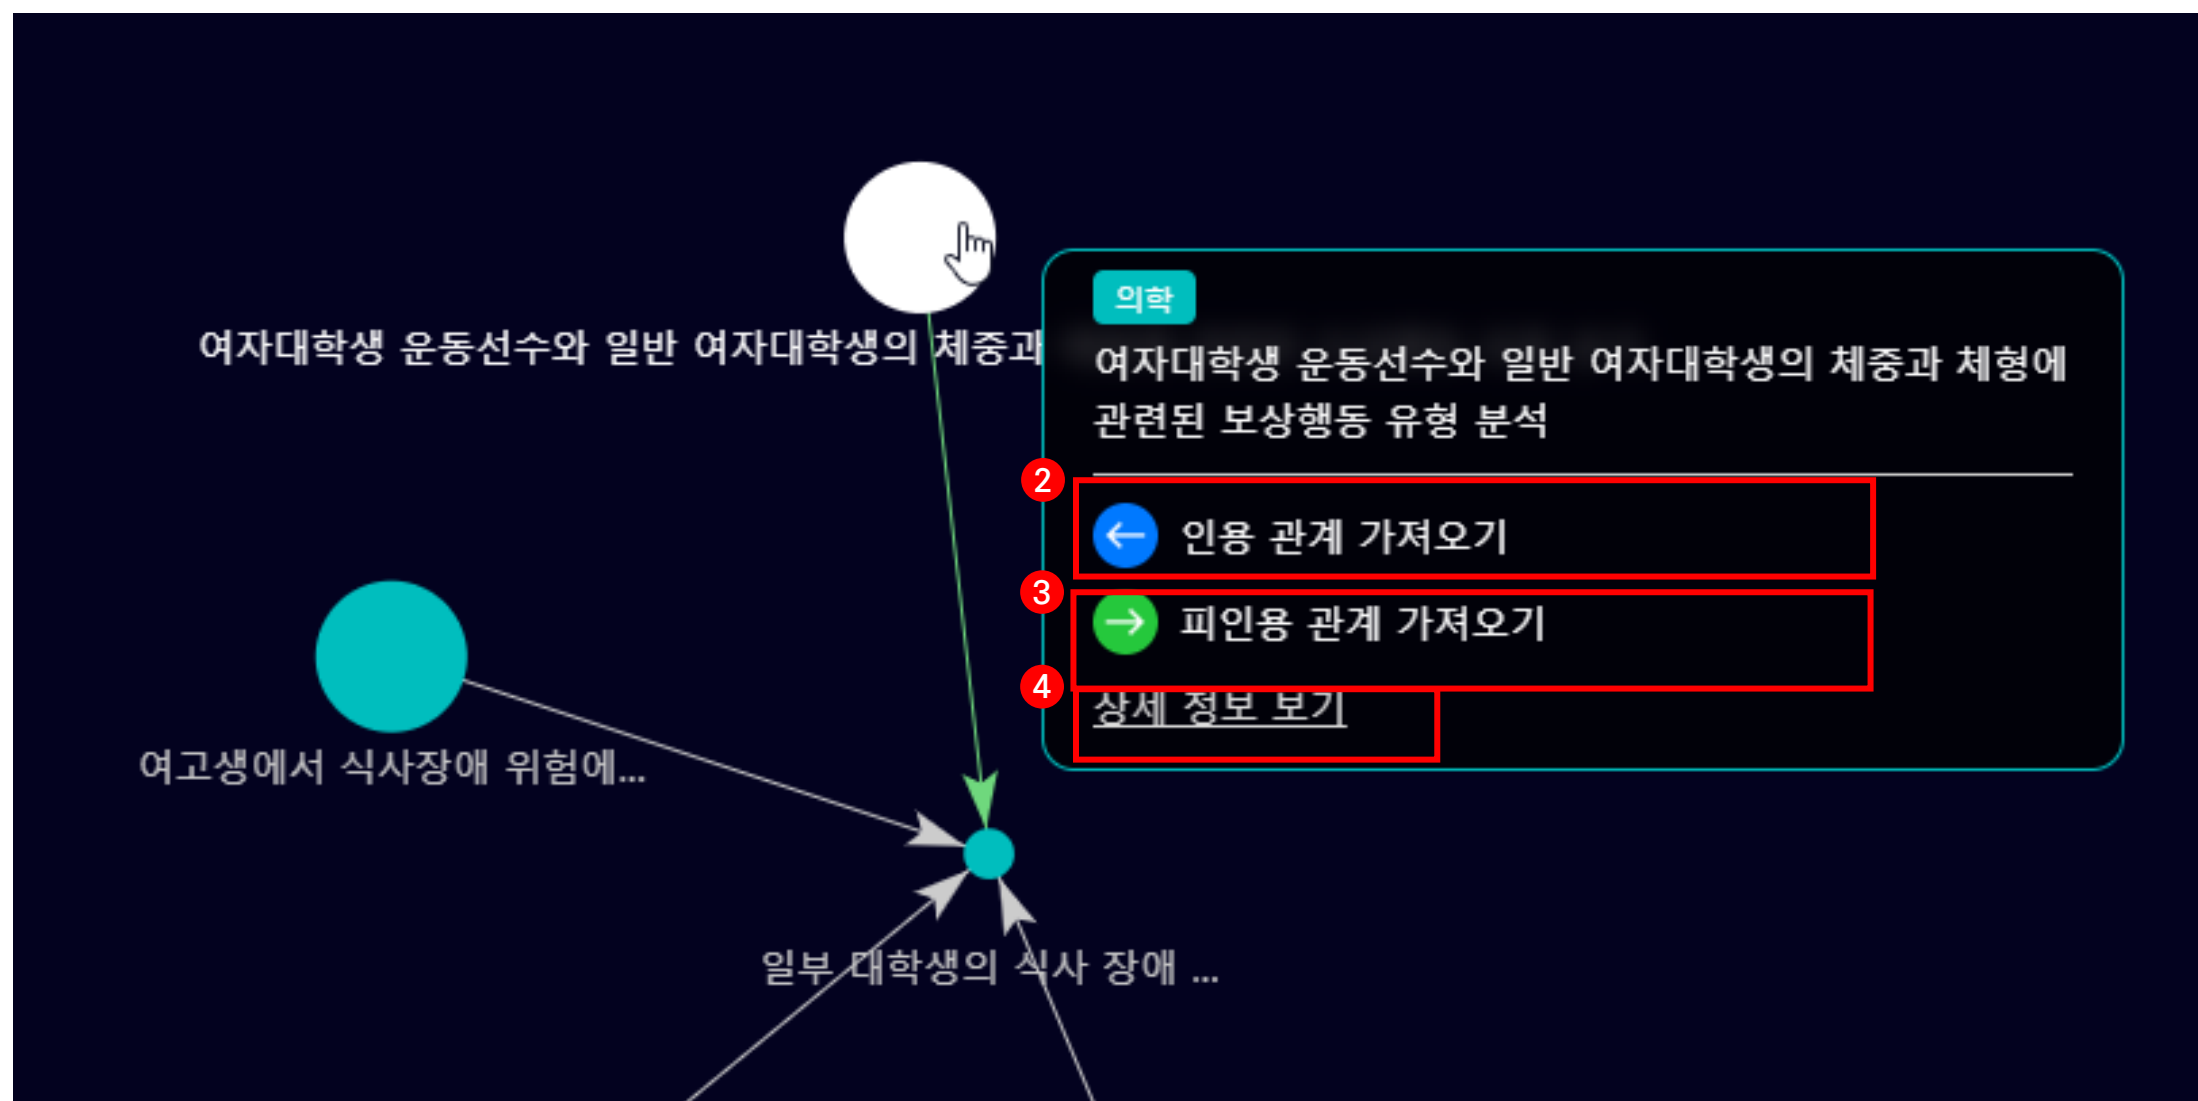 의학
여자대학생 운동선수와 일반 여자대학생의 체중과
여자대학생 운동선수와 일반 여자대학생의 체중과 체형에
관련된 보상행동 유형 분석
2
인용 관계 가져오기
3
피인용 관계 가져오기
4
상세 정보 보기
여고생에서 식사장애 위험에...
일부 대학생의 식사 장애 ...